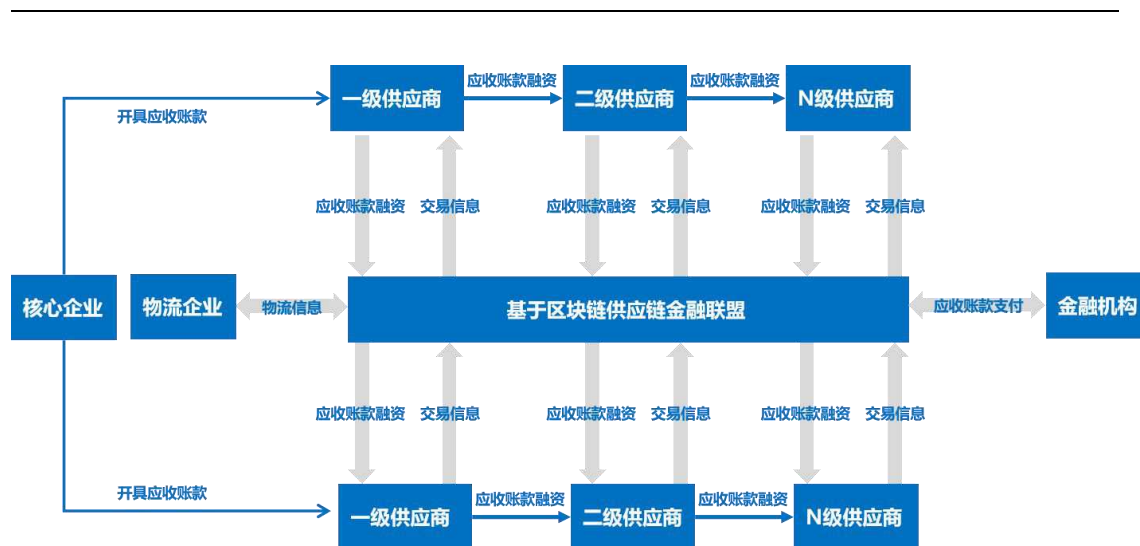 一级供应商 应收账款融资 二级供应商 应收账款融资 N级供应商
开具应收账款
应收账款融资 交易信息 应收账款融资 交易信息 应收账款融资 交易信息
核心企业 物流企业 物流信息 基于区块链供应链金融联盟 应收账款支付 金融机构
应收账款融资 交易信息 应收账款融资 交易信息 应收账款融资 交易信息
开具应收账款
一级供应商 应收账款融资 二级供应商 应收账款融资 N级供应商